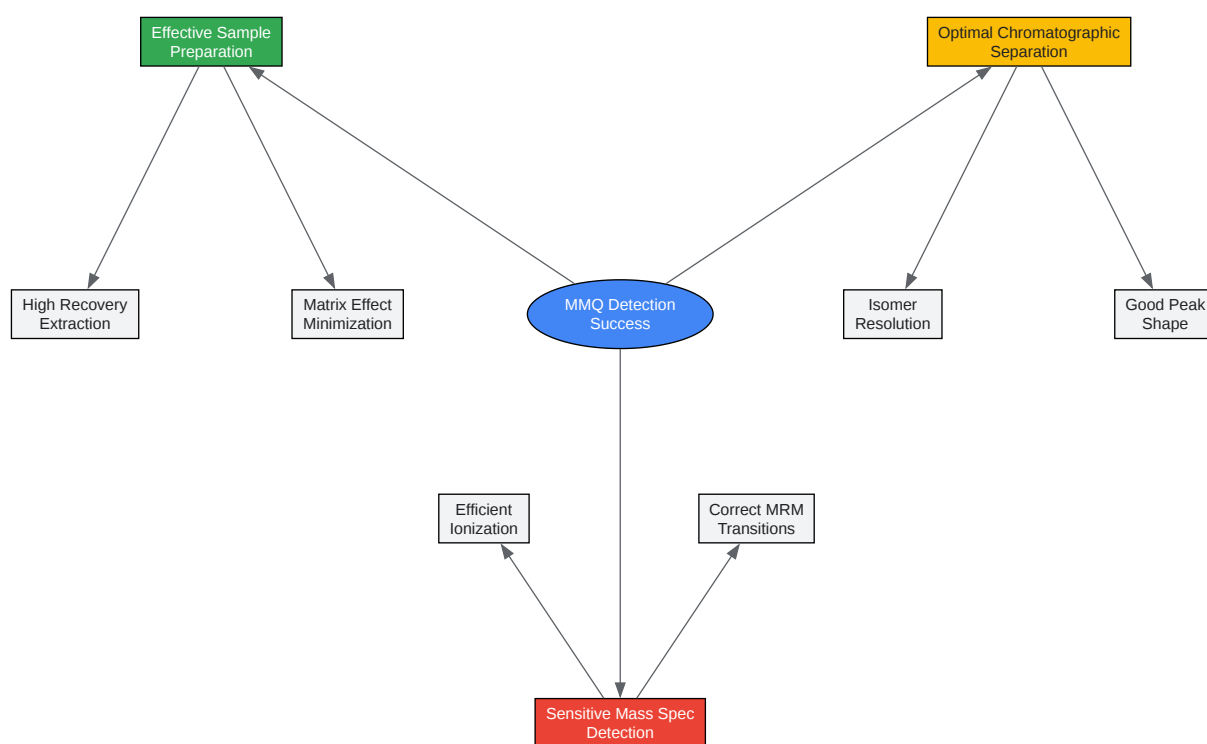 Effective Sample
Preparation
Optimal Chromatographic
Separation
High Recovery
Extraction
Matrix Effect
Minimization
MMQ Detection
Success
Isomer
Resolution
Good Peak
Shape
Efficient
Ionization
Correct MRM
Transitions
Sensitive Mass Spec
Detection